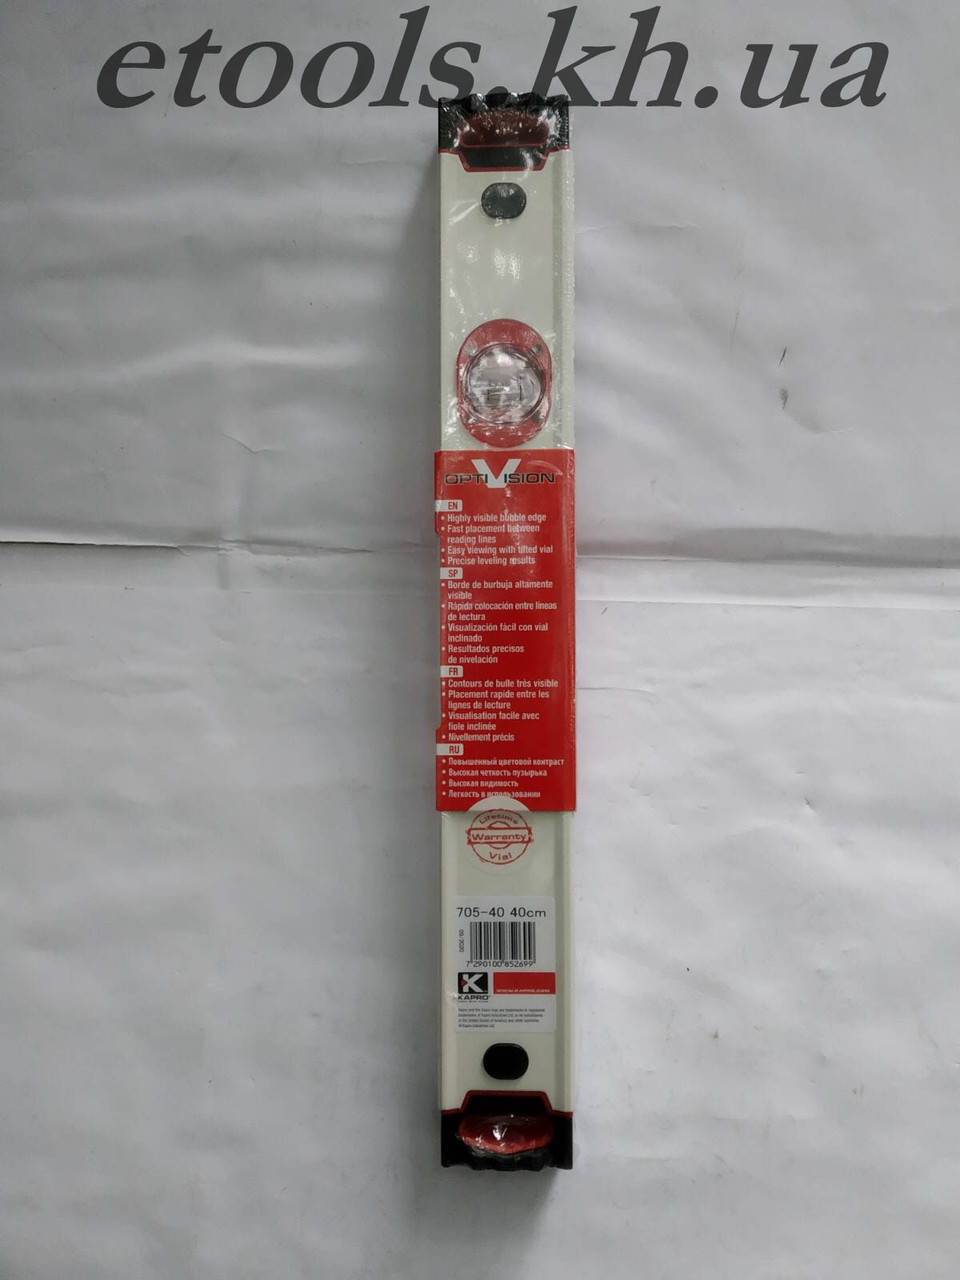 etools.kh.ua
OPTIVISION
EN
• Highly visible bubble edge
• Fast placement between
reading lines
• Easy viewing with tilted vial
• Precise leveling results
SP
• Borde de burbuja altamente
visible
• Rápida colocación entre líneas
de lectura
• Visualización fácil con vial
inclinado
• Resultados precisos
de nivelación
FR
• Contours de bulle très visible
• Placement rapide entre les
lignes de lecture
• Visualisation facile avec
fiole inclinée
• Nivellement précis
RU
• Повышенный цветовой контраст
• Высокая четкость пузырька
• Высокая видимость
• Легкость в использовании
Lifetime
Warranty
Vial
705-40 40cm
7290100852699
KAPRO